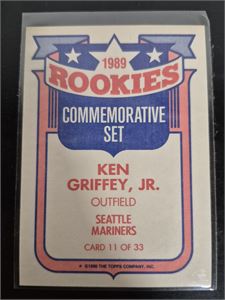 1989
ROOKIES
COMMEMORATIVE
SET
KEN
GRIFFEY, JR.
OUTFIELD
SEATTLE
MARINERS
CARD 11 OF 33
* ©1990 THE TOPPS COMPANY, INC.